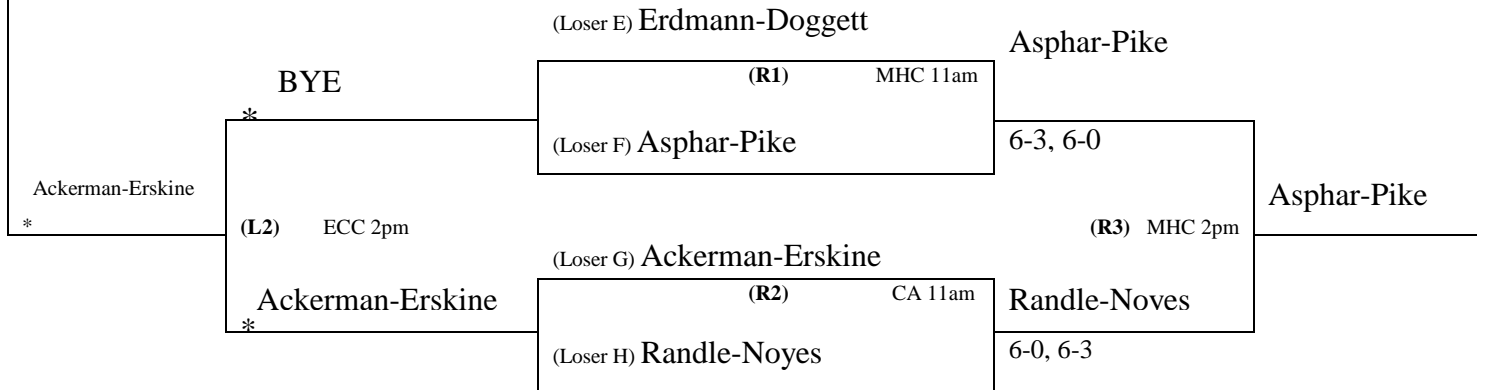 (Loser E) Erdmann-Doggett
Asphar-Pike
BYE
(R1) MHC 11am
*
(Loser F) Asphar-Pike
6-3, 6-0
Ackerman-Erskine
Asphar-Pike
*
(L2) ECC 2pm
(R3) MHC 2pm
(Loser G) Ackerman-Erskine
Ackerman-Erskine
(R2) CA 11am
Randle-Noves
*
(Loser H) Randle-Noyes
6-0, 6-3